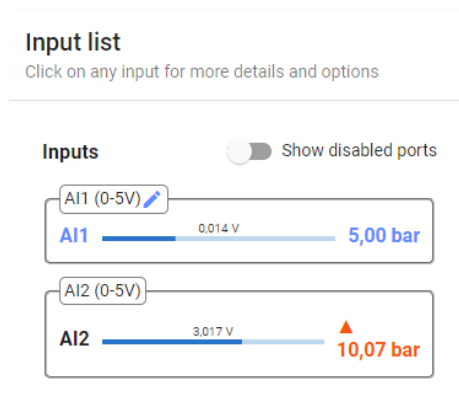 Input list
Click on any input for more details and options
Inputs
Show disabled ports
AI1 (0-5V)
AI1
0,014 V
5,00 bar
AI2 (0-5V)
AI2
3,017 V
10,07 bar